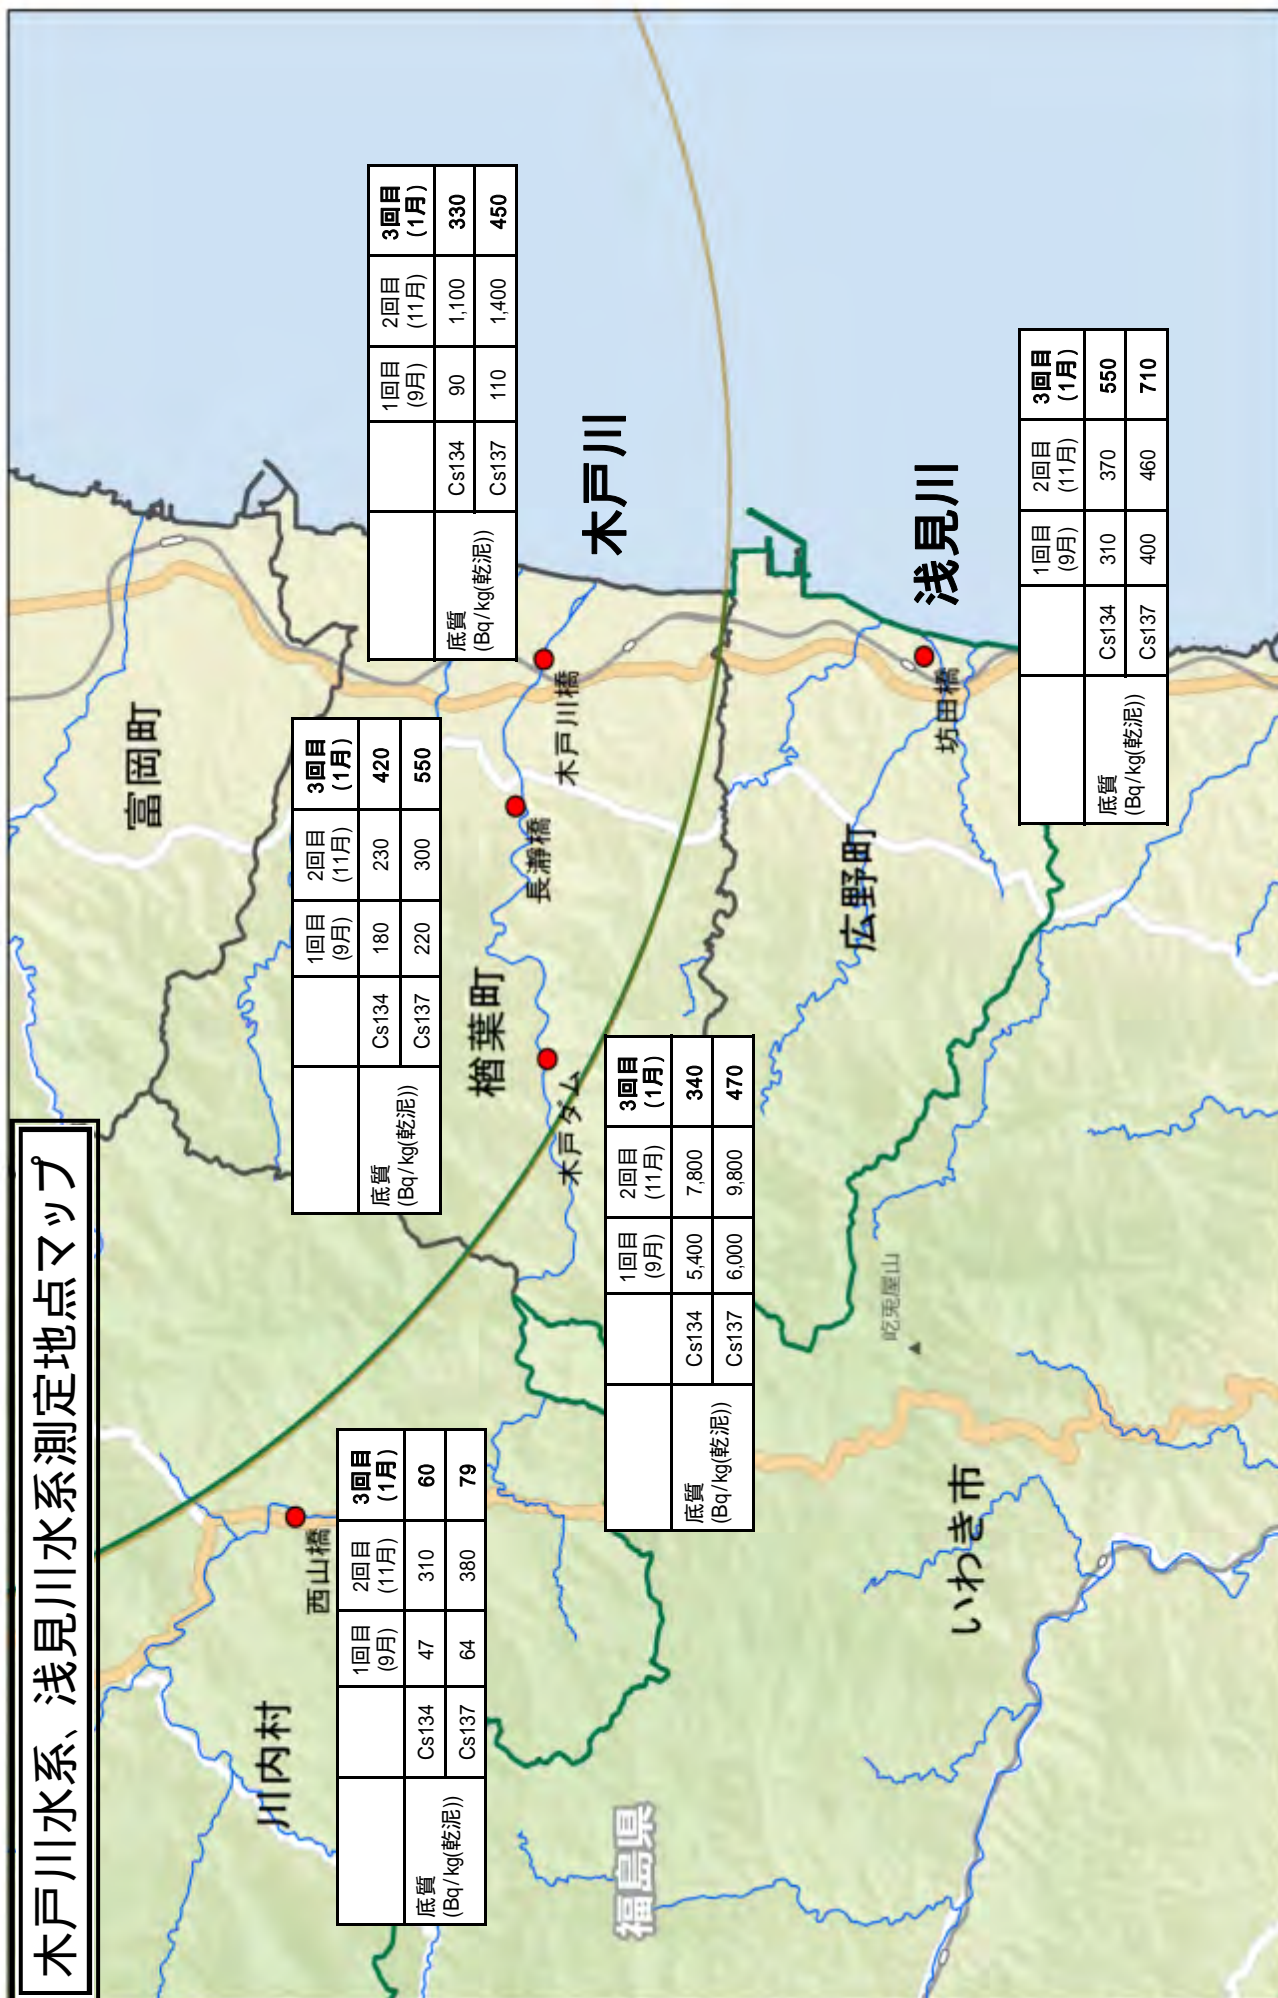 木戸川水系、浅見川水系測定地点マップ
富岡町
1回目 2回目 3回目
(9月) (11月) (1月)
底質
(Bq/kg(乾泥))
Cs134 90 1,100 330
Cs137 110 1,400 450
1回目 2回目 3回目
(9月) (11月) (1月)
底質
(Bq/kg(乾泥))
Cs134 180 230 420
Cs137 220 300 550
1回目 2回目 3回目
(9月) (11月) (1月)
底質
(Bq/kg(乾泥))
Cs134 47 310 60
Cs137 64 380 79
川内村
西山橋
楢葉町
木戸ダム
長瀞橋
木戸川橋
木戸川
1回目 2回目 3回目
(9月) (11月) (1月)
底質
(Bq/kg(乾泥))
Cs134 5,400 7,800 340
Cs137 6,000 9,800 470
福島県
広野町
屹兎屋山
坊田橋
浅見川
いわき市
1回目 2回目 3回目
(9月) (11月) (1月)
底質
(Bq/kg(乾泥))
Cs134 310 370 550
Cs137 400 460 710